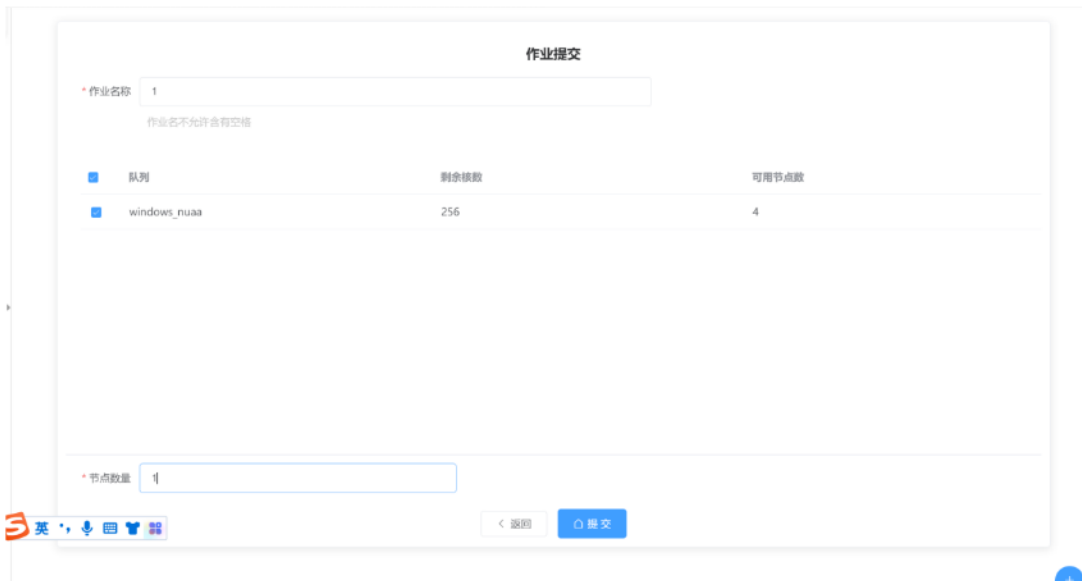 作业提交
* 作业名称 1
作业名不允许含有空格
队列 剩余核数 可用节点数
windows_nuaa 256 4
* 节点数量 1
英
< 返回 提交